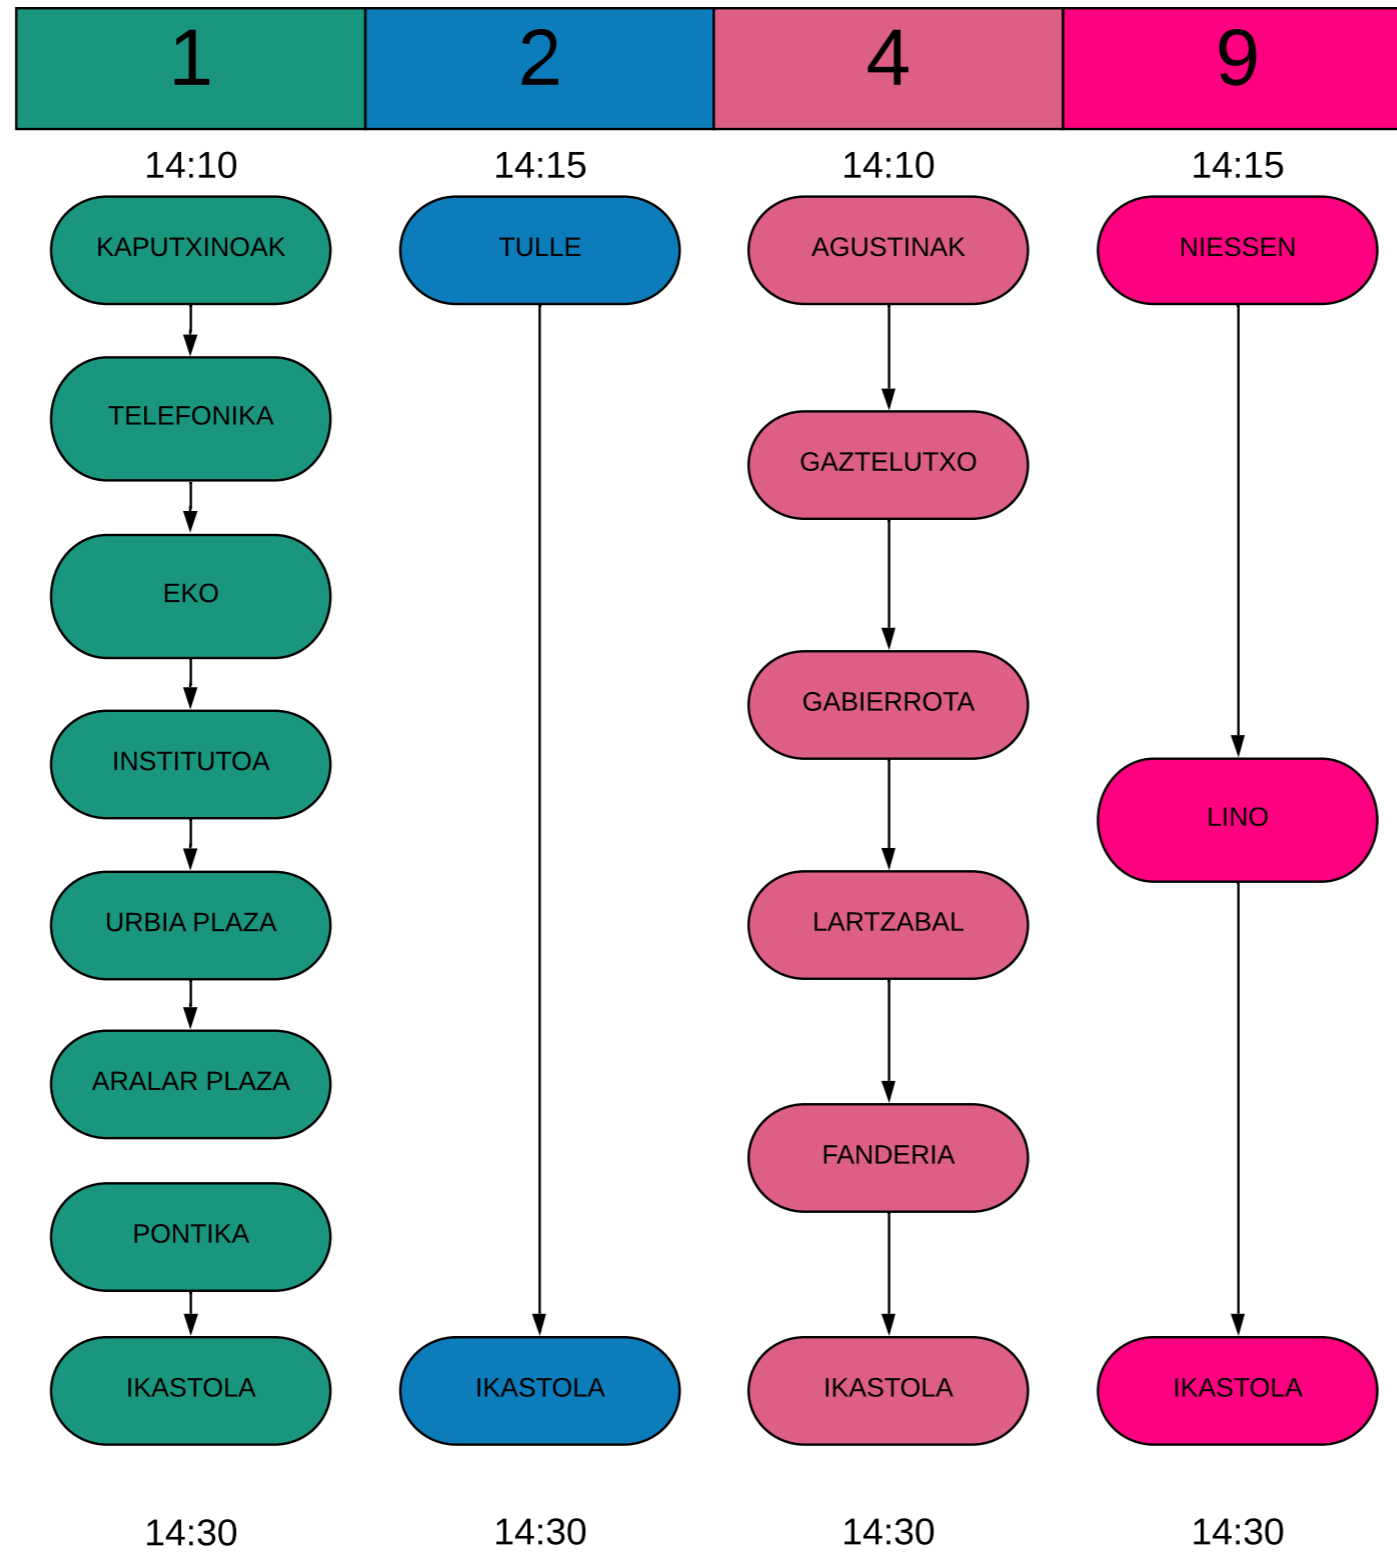 1 2 4 9
14:10 14:15 14:10 14:15
KAPUTXINOAK TULLE AGUSTINAK NIESSEN
TELEFONIKA
GAZTELUTXO
EKO
GABIERROTA
INSTITUTOA
LINO
URBIA PLAZA LARTZABAL
ARALAR PLAZA
FANDERIA
PONTIKA
IKASTOLA IKASTOLA IKASTOLA IKASTOLA
14:30 14:30 14:30 14:30